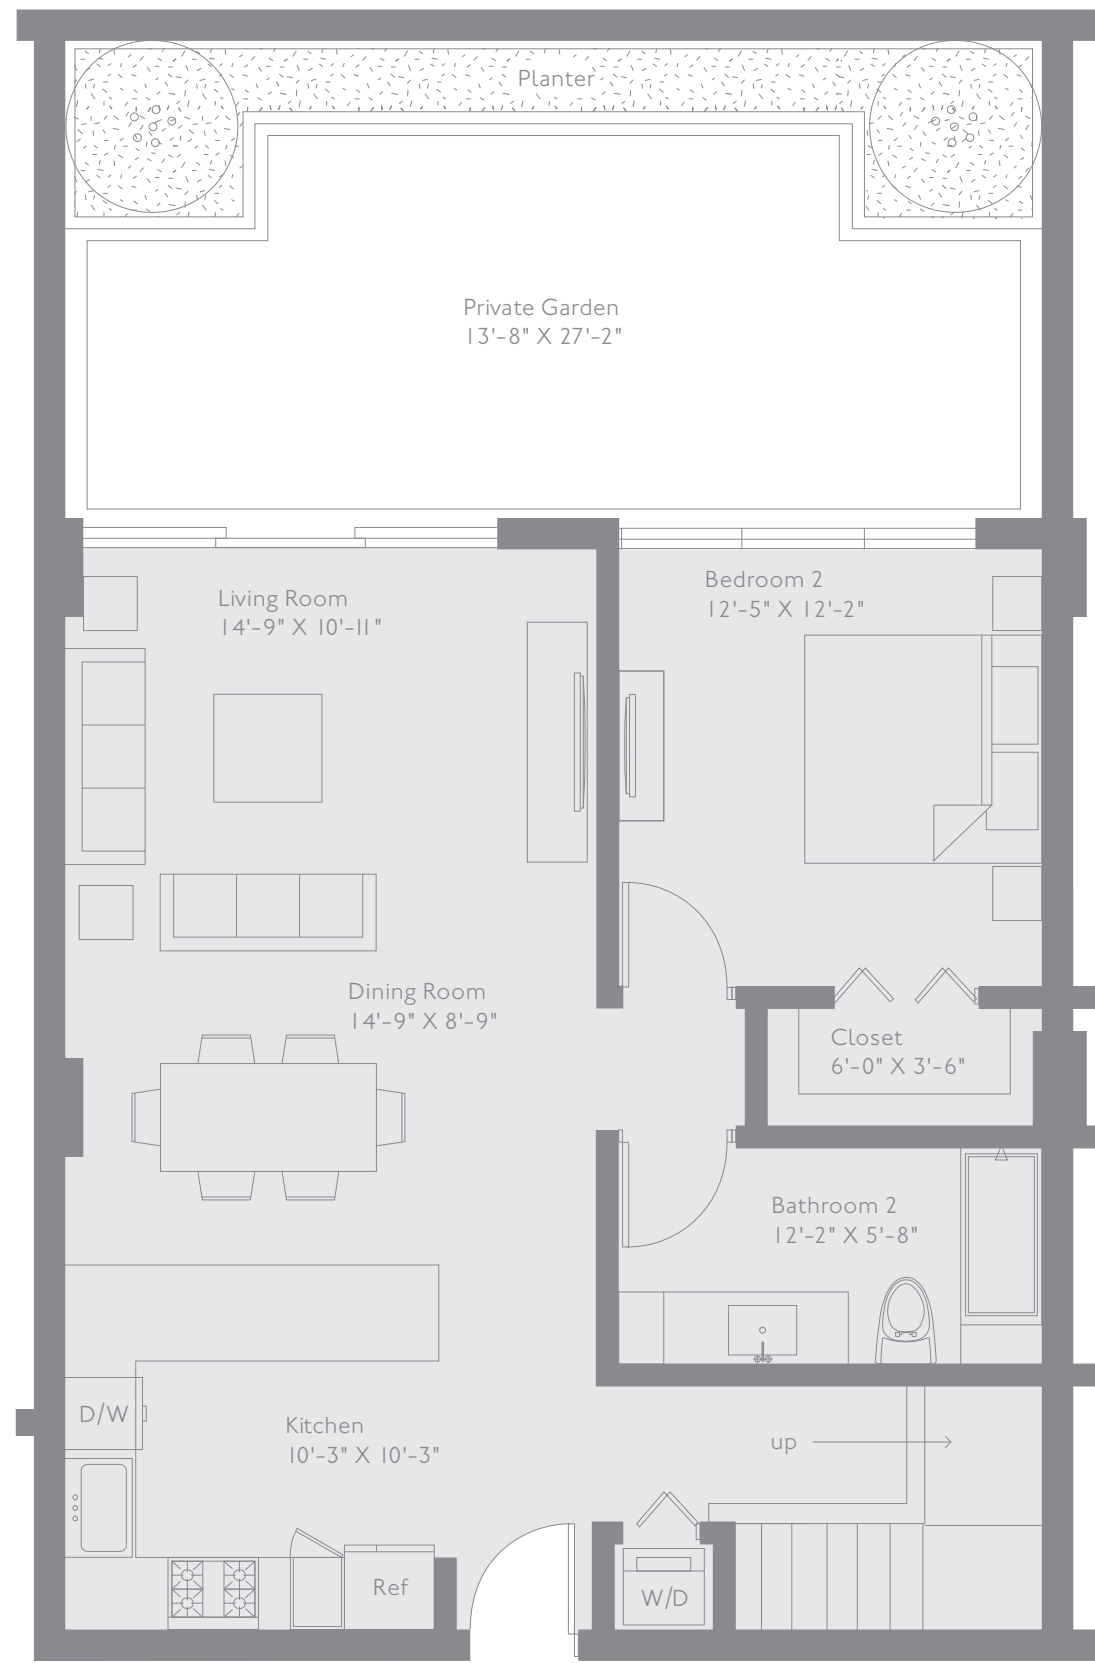 Planter
Private Garden
13'-8" X 27'-2"
Living Room
14'-9" X 10'-11"
Bedroom 2
12'-5" X 12'-2"
Dining Room
14'-9" X 8'-9"
Closet
6'-0" X 3'-6"
Bathroom 2
12'-2" X 5'-8"
D/W
Kitchen
10'-3" X 10'-3"
up
Ref
W/D